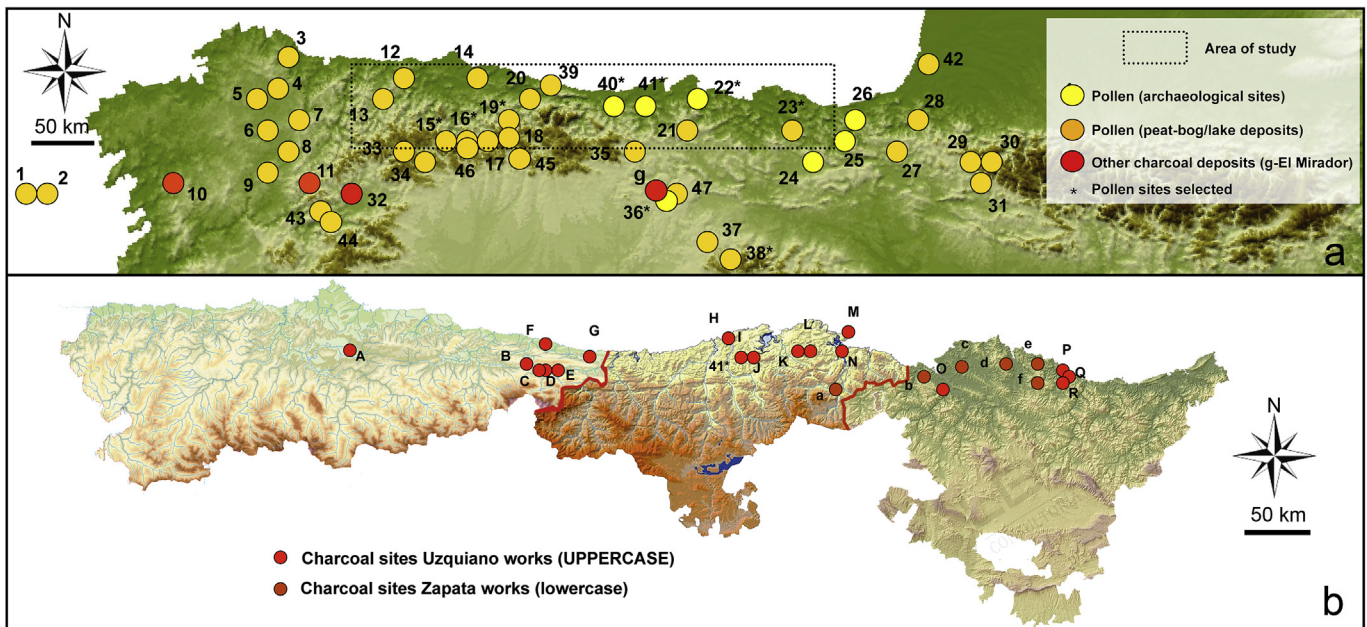 N
50 km
3
12
14
39
42
4
20
40*
41*
22*
5
13
26
7
19*
23*
28
6
16*
15*
18
21
8
33
34
46
17
45
35
24
25
27
29
30
31
9
1
2
10
11
32
43
44
g
47
36*
37
38*
Area of study
Pollen (archaeological sites)
Pollen (peat-bog/lake deposits)
Other charcoal deposits (g-El Mirador)
* Pollen sites selected
a
A
F
B
C
D
E
G
H
I
41*
J
K
L
M
N
a
b
O
c
d
e
f
P
Q
R
N
50 km
Charcoal sites Uzquiano works (UPPERCASE)
Charcoal sites Zapata works (lowercase)
b